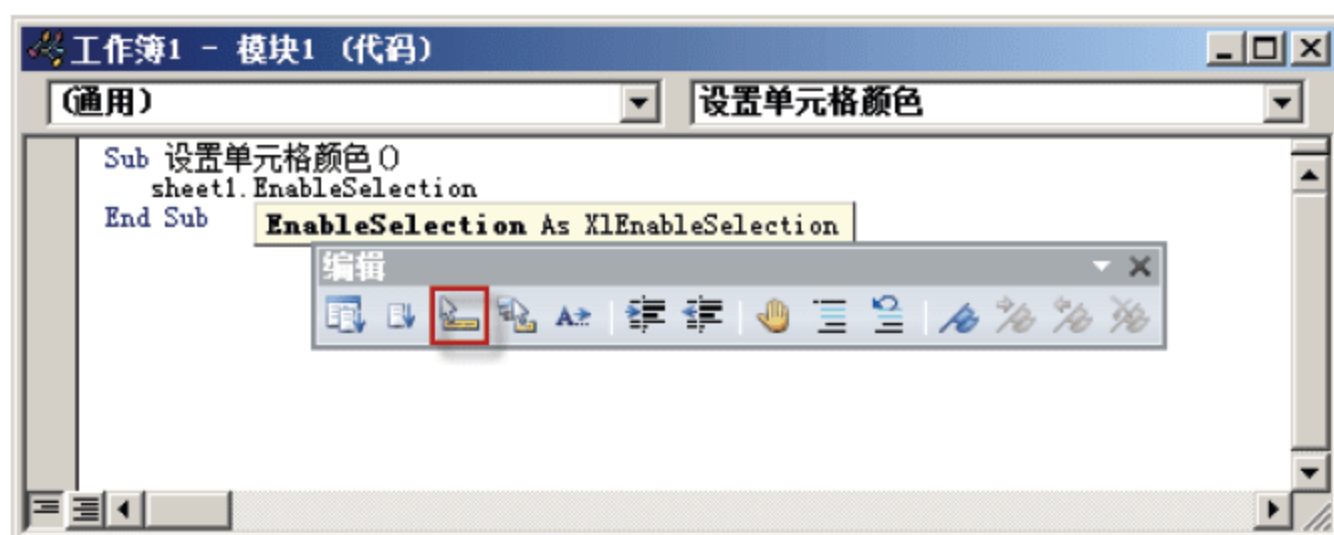 工作簿1 - 模块1 (代码)
(通用) 设置单元格颜色
Sub 设置单元格颜色()
sheet1.EnableSelection
End Sub
EnableSelection As XlEnableSelection
编辑